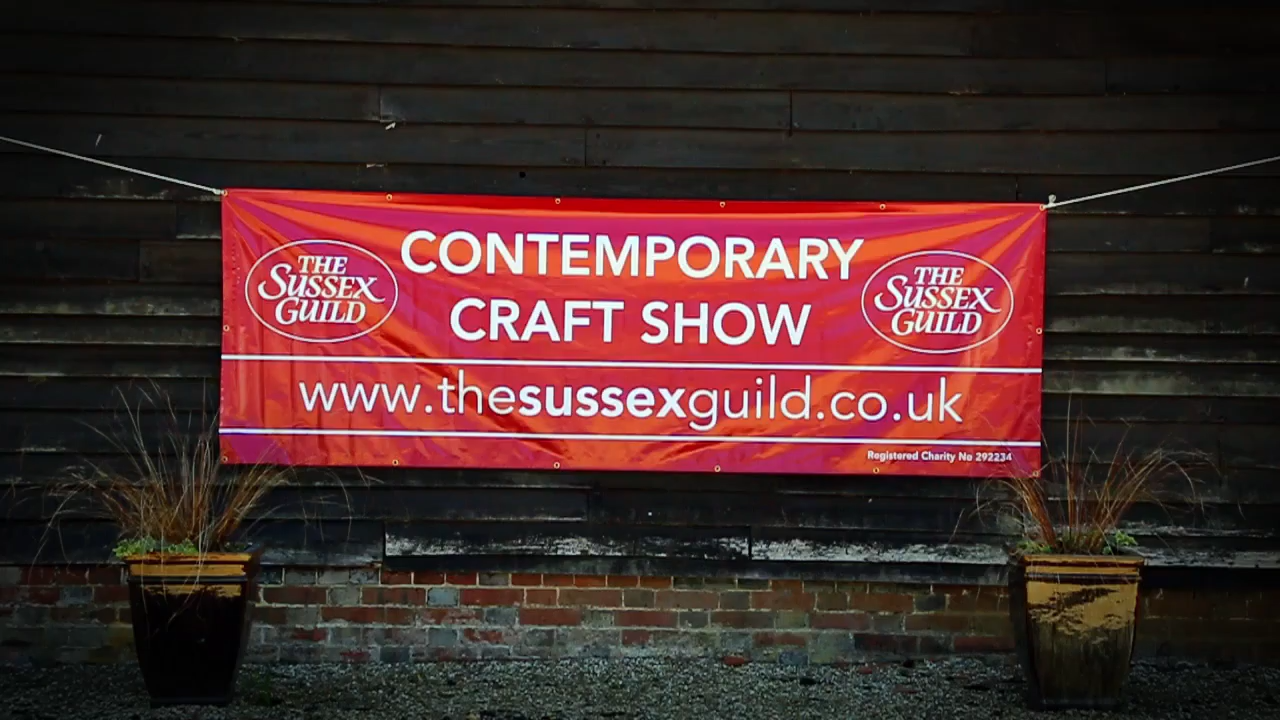 THE
SUSSEX
GUILD
CONTEMPORARY
CRAFT SHOW
THE
SUSSEX
GUILD
www.thesussexguild.co.uk
Registered Charity No 292234